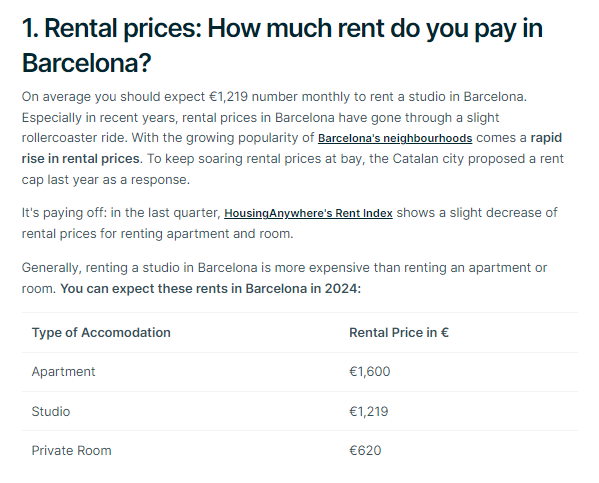 1. Rental prices: How much rent do you pay in
Barcelona?
On average you should expect €1,219 number monthly to rent a studio in Barcelona.
Especially in recent years, rental prices in Barcelona have gone through a slight
rollercoaster ride. With the growing popularity of Barcelona's neighbourhoods comes a rapid
rise in rental prices. To keep soaring rental prices at bay, the Catalan city proposed a rent
cap last year as a response.
It's paying off: in the last quarter, HousingAnywhere's Rent Index shows a slight decrease of
rental prices for renting apartment and room.
Generally, renting a studio in Barcelona is more expensive than renting an apartment or
room. You can expect these rents in Barcelona in 2024:
Type of Accomodation Rental Price in €
Apartment €1,600
Studio €1,219
Private Room €620